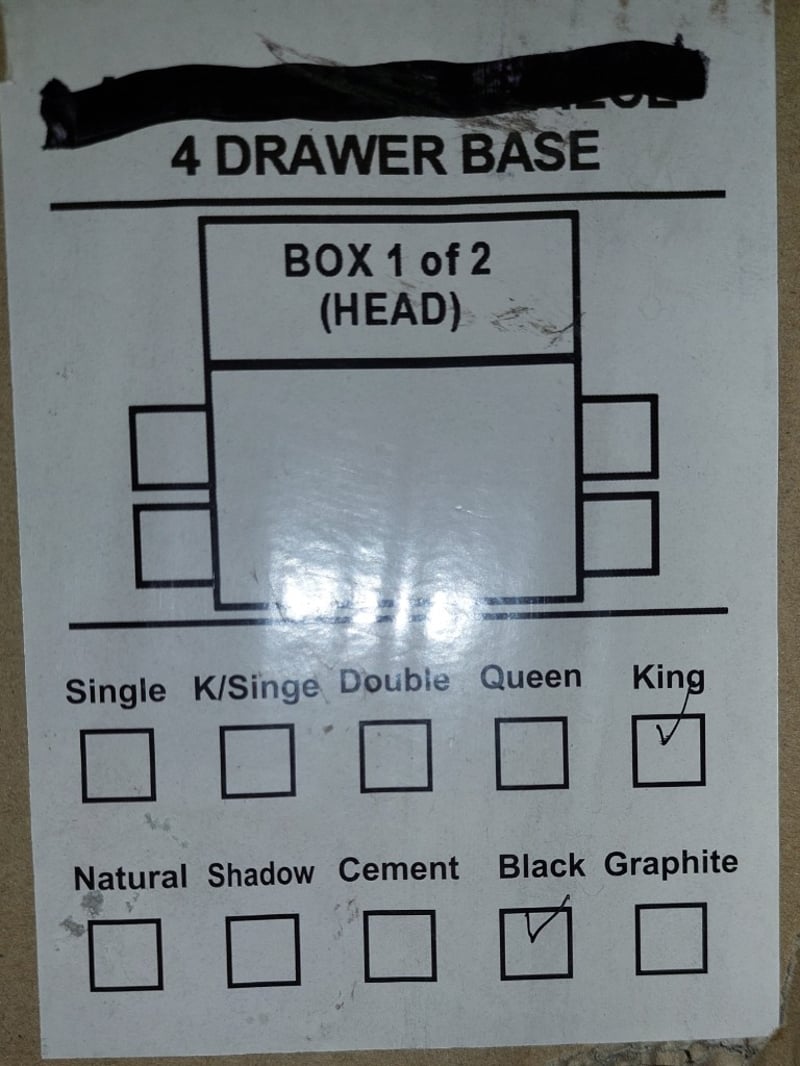 4 DRAWER BASE
BOX 1 of 2
(HEAD)
Single K/Singe Double Queen King
Natural Shadow Cement Black Graphite